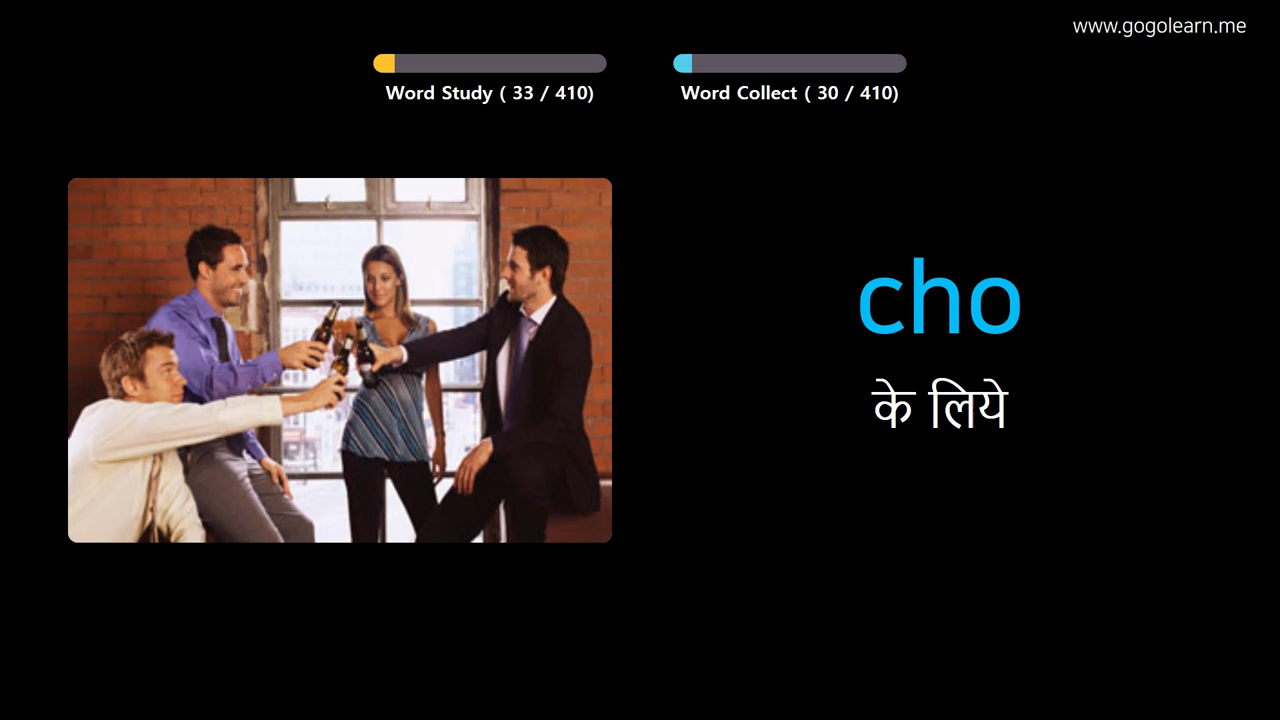 www.gogolearn.me
Word Study ( 33 / 410)
Word Collect ( 30 / 410)
cho
के लिये